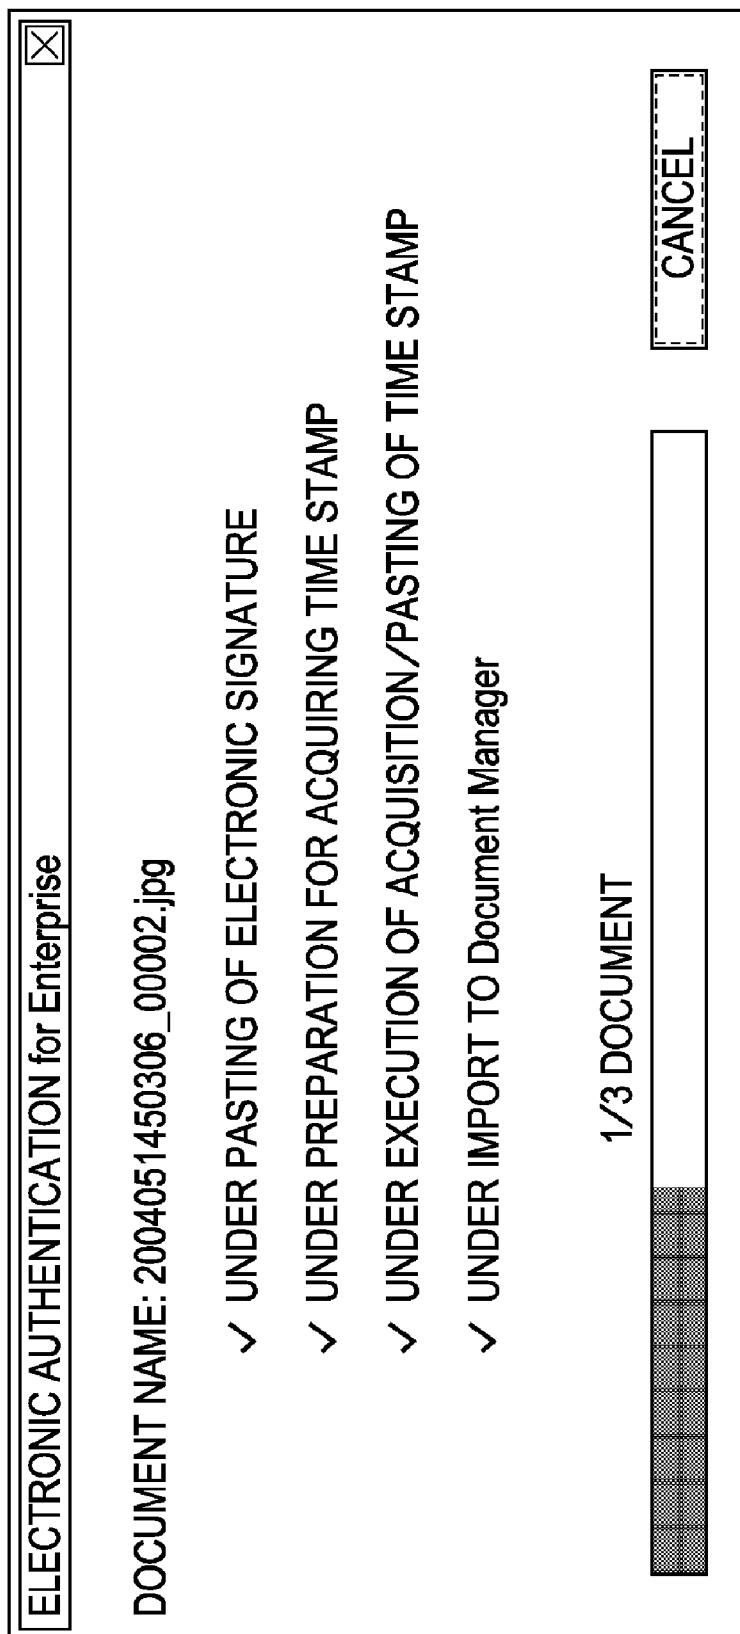 ELECTRONIC AUTHENTICATION for Enterprise
DOCUMENT NAME: 2004051450306_00002.jpg
✓ UNDER PASTING OF ELECTRONIC SIGNATURE
✓ UNDER PREPARATION FOR ACQUIRING TIME STAMP
✓ UNDER EXECUTION OF ACQUISITION/PASTING OF TIME STAMP
✓ UNDER IMPORT TO Document Manager
1/3 DOCUMENT
CANCEL